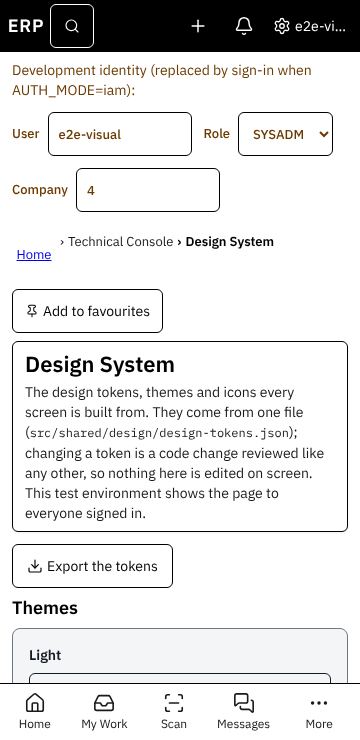 ERP e2e-vi...
Development identity (replaced by sign-in when
AUTH_MODE=iam):
User e2e-visual Role SYSADM
Company 4
Home › Technical Console › Design System
Add to favourites
Design System
The design tokens, themes and icons every
screen is built from. They come from one file
(src/shared/design/design-tokens.json);
changing a token is a code change reviewed like
any other, so nothing here is edited on screen.
This test environment shows the page to
everyone signed in.
Export the tokens
Themes
Light
Home My Work Scan Messages More